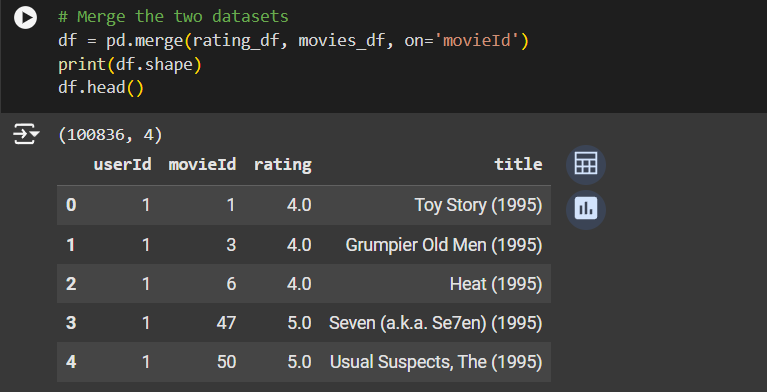 # Merge the two datasets
df = pd.merge(rating_df, movies_df, on='movieId')
print(df.shape)
df.head()
(100836, 4)
userId movieId rating title
0 1 1 4.0 Toy Story (1995)
1 1 3 4.0 Grumpier Old Men (1995)
2 1 6 4.0 Heat (1995)
3 1 47 5.0 Seven (a.k.a. Se7en) (1995)
4 1 50 5.0 Usual Suspects, The (1995)